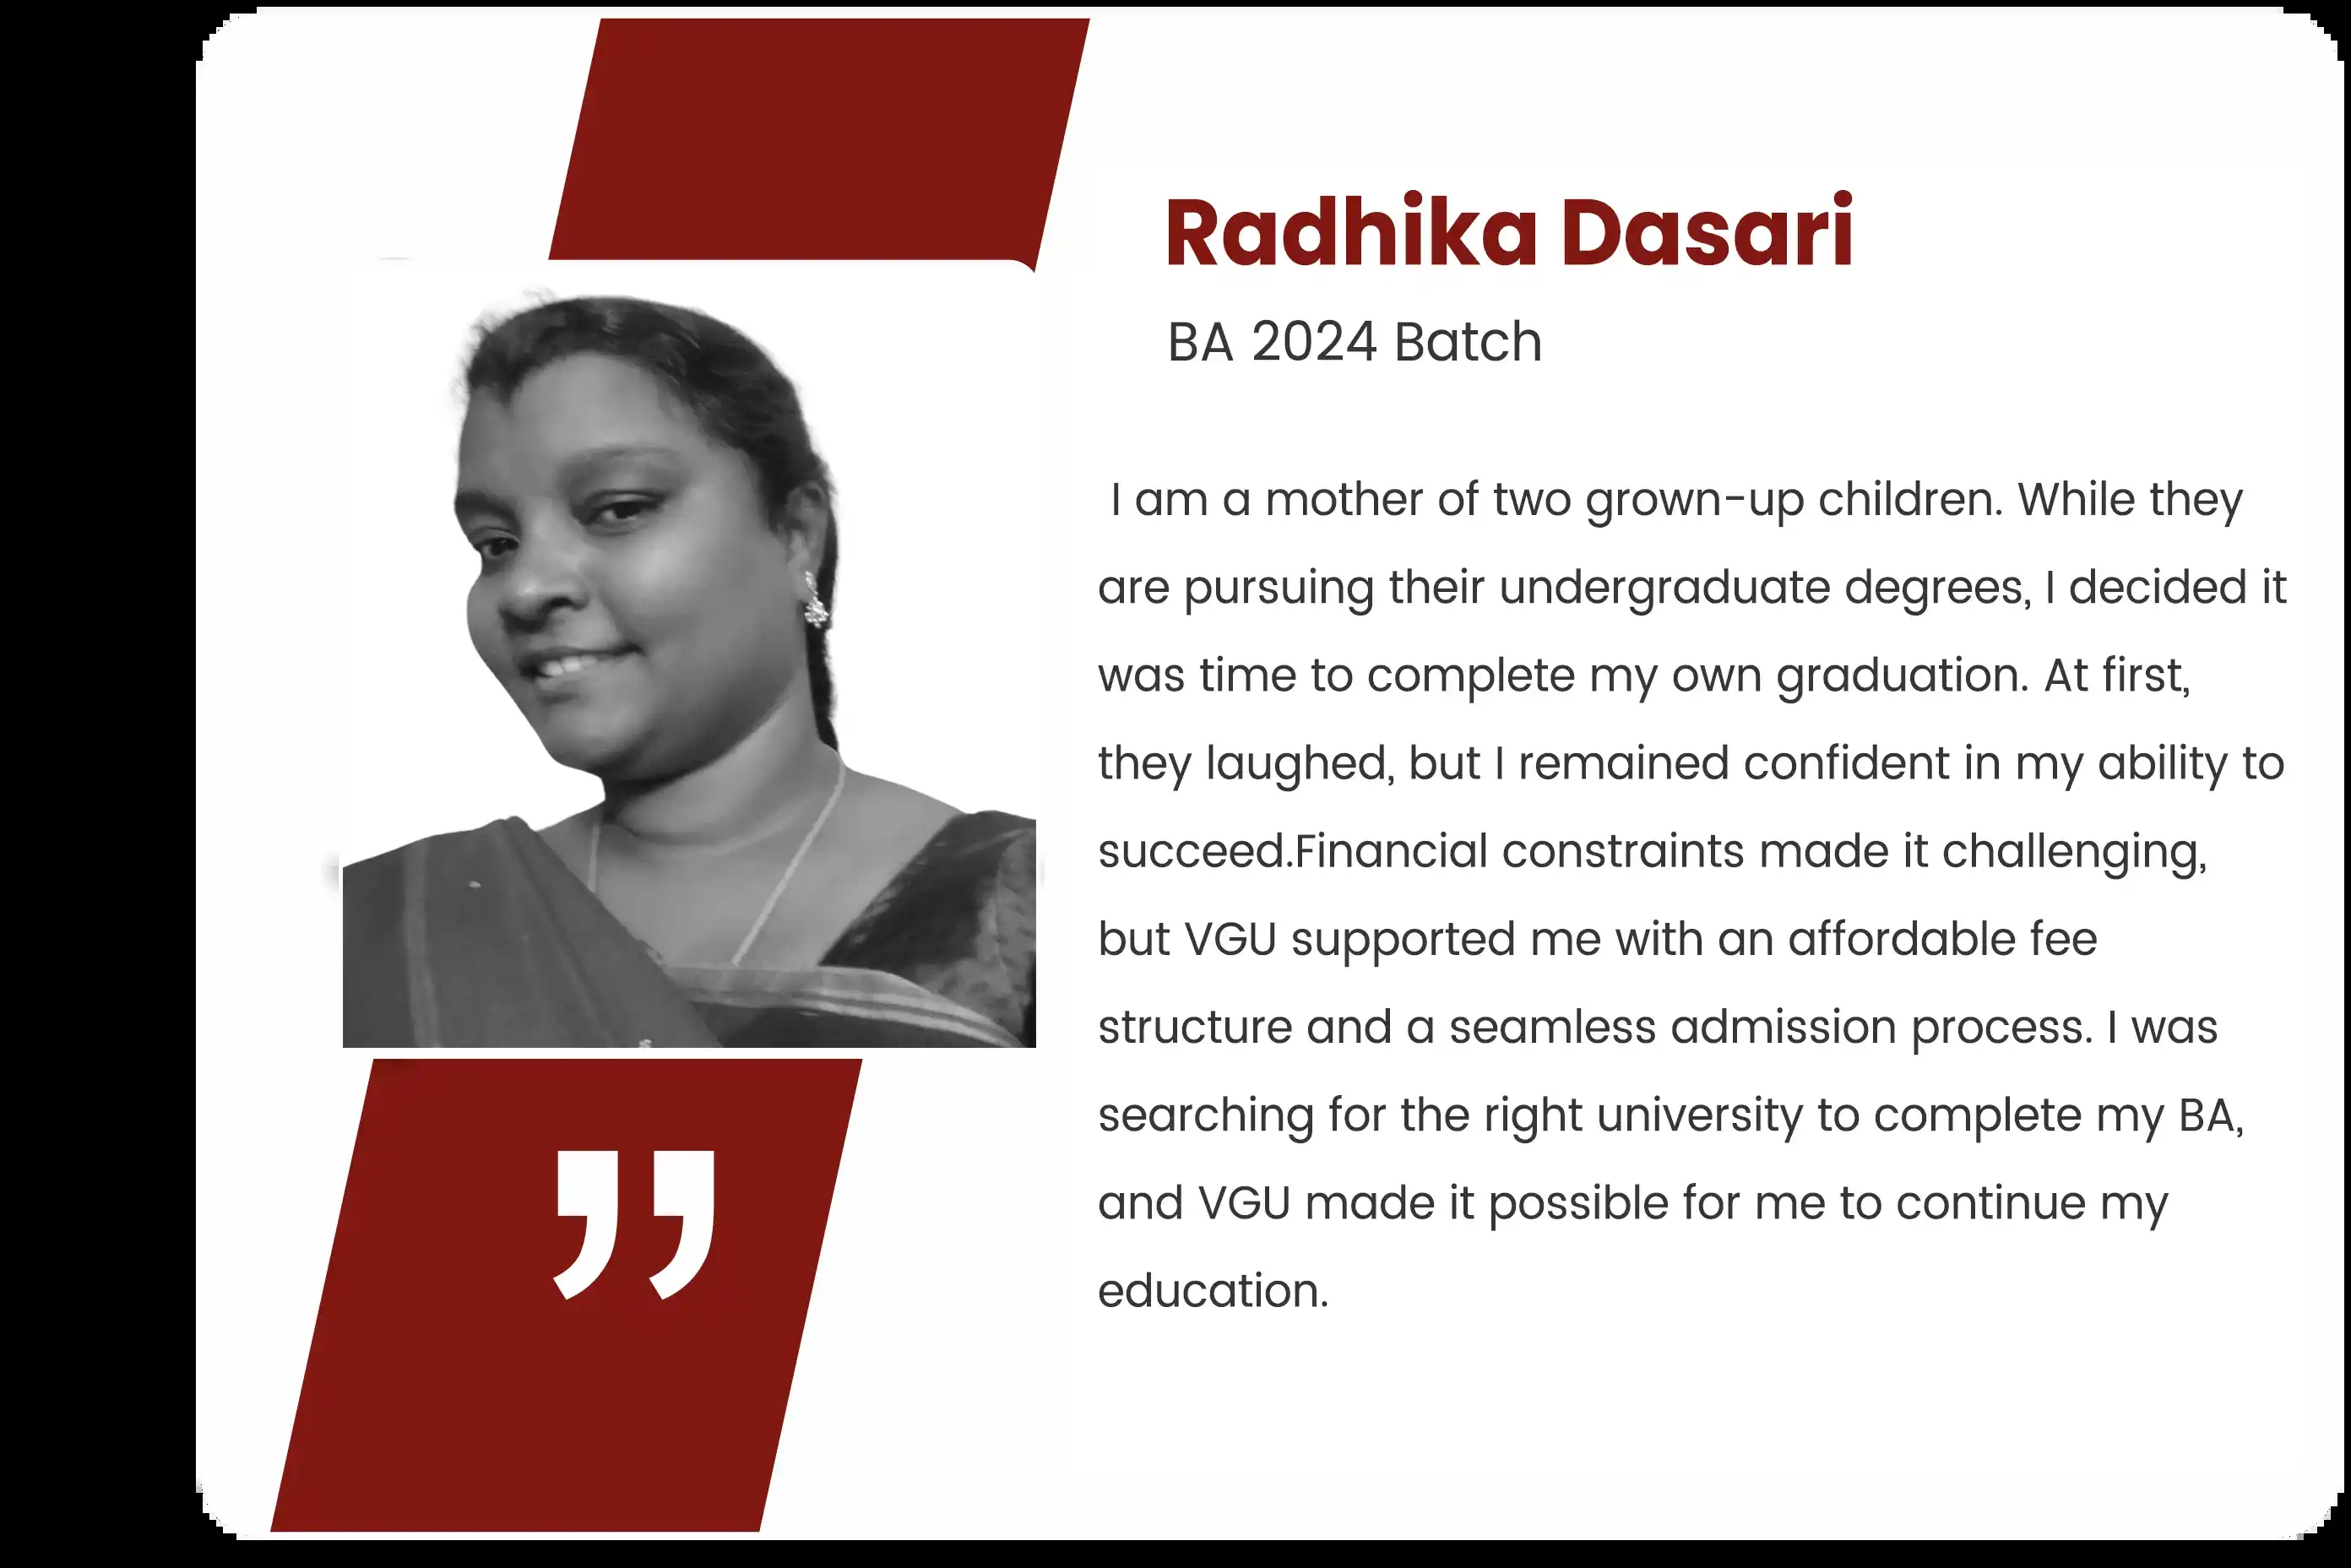 Radhika Dasari
BA 2024 Batch
I am a mother of two grown-up children. While they
are pursuing their undergraduate degrees, I decided it
was time to complete my own graduation. At first,
they laughed, but I remained confident in my ability to
succeed.Financial constraints made it challenging,
but VGU supported me with an affordable fee
structure and a seamless admission process. I was
searching for the right university to complete my BA,
and VGU made it possible for me to continue my
education.
”